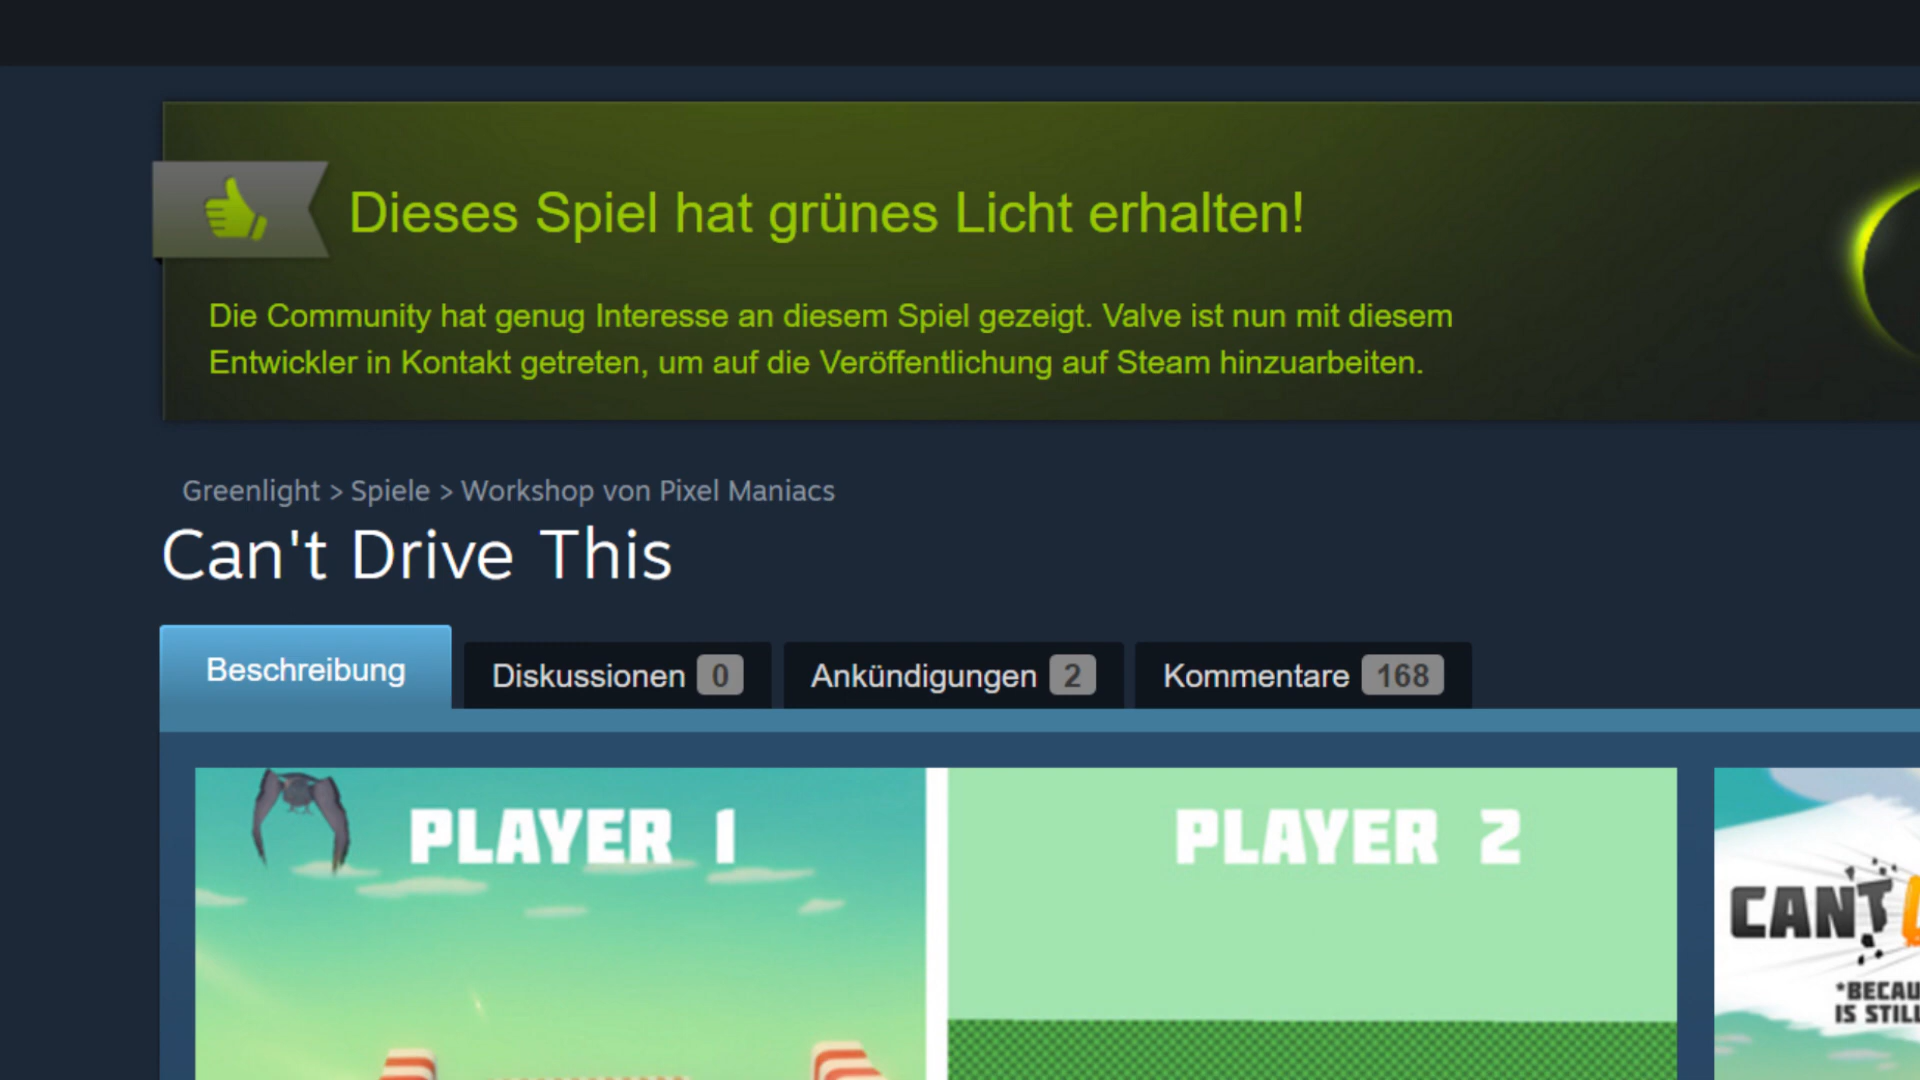 Dieses Spiel hat grünes Licht erhalten!
Die Community hat genug Interesse an diesem Spiel gezeigt. Valve ist nun mit diesem
Entwickler in Kontakt getreten, um auf die Veröffentlichung auf Steam hinzuarbeiten.
Greenlight > Spiele > Workshop von Pixel Maniacs
Can't Drive This
Beschreibung
Diskussionen 0
Ankündigungen 2
Kommentare 168
PLAYER 1
PLAYER 2
CAN'T
IS